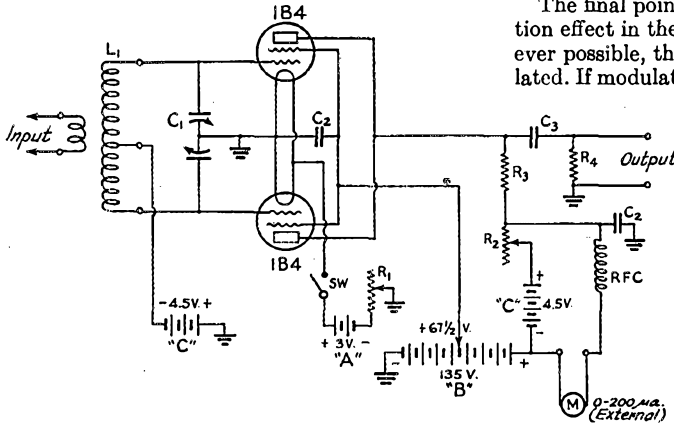 The final poin
tion effect in the
ever possible, th
lated. If modulat
1B4
L1
C1
C2
C3
Input
R3
R4
Output
C2
R2
1B4
SW
R1
RFC
-4.5V.+
"C"
+ 3V. -
"A"
+
"C"
4.5V.
-
+67½ V.
-
135 V.
+
"B"
M
0-200 μa.
(External)